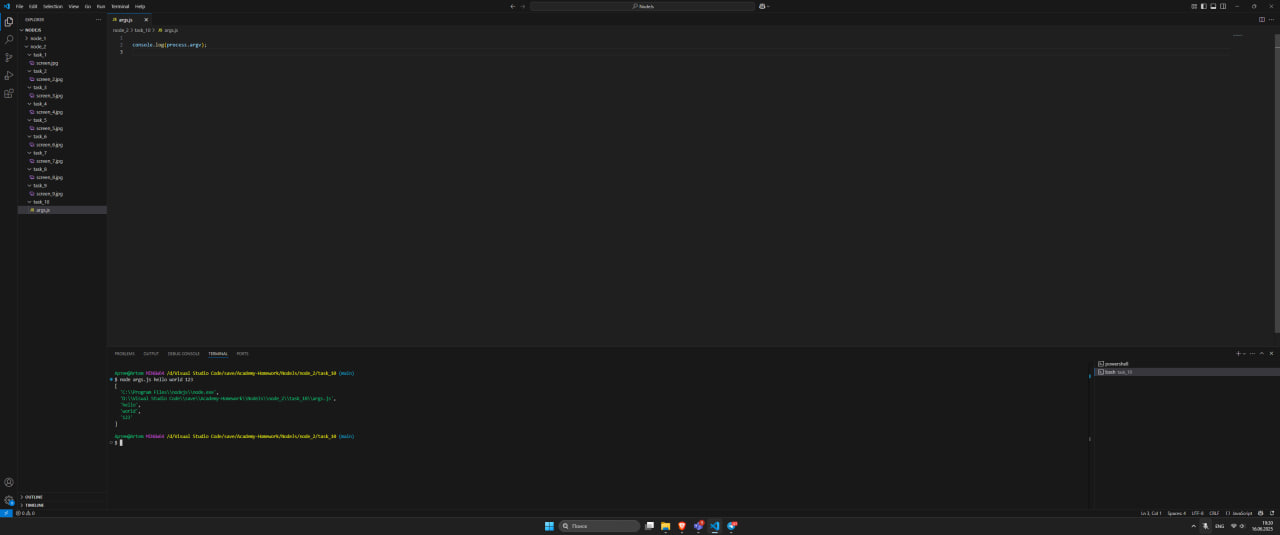 File Edit Selection View Go Run Terminal Help
NodeJs
EXPLORER
NODEJS
node_1
node_2
task_1
screen.jpg
task_2
screen_2.jpg
task_3
screen_3.jpg
task_4
screen_4.jpg
task_5
screen_5.jpg
task_6
screen_6.jpg
task_7
screen_7.jpg
task_8
screen_8.jpg
task_9
screen_9.jpg
task_10
JS args.js
OUTLINE
TIMELINE
JS args.js
node_2 > task_10 > JS args.js
1
2 console.log(process.argv);
3
PROBLEMS OUTPUT DEBUG CONSOLE TERMINAL PORTS
MINGW64 /d/Visual Studio Code/save/Academy-Homework/NodeJs/node_2/task_10 (main)
$ node args.js hello world 123
[
'C:\\Program Files\\nodejs\\node.exe',
'D:\\Visual Studio Code\\save\\Academy-Homework\\NodeJs\\node_2\\task_10\\args.js',
'hello',
'world',
'123'
]
MINGW64 /d/Visual Studio Code/save/Academy-Homework/NodeJs/node_2/task_10 (main)
$
powershell
bash task_10
0 0
Ln 3, Col 1 Spaces: 4 UTF-8 CRLF {} JavaScript
Поиск
ENG
16.06.2025